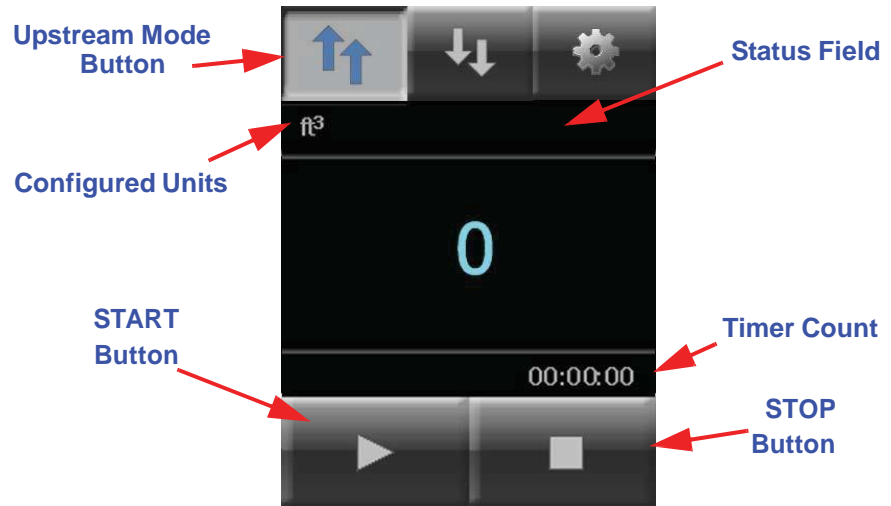 Upstream Mode
Button
Status Field
ft³
Configured Units
0
START
Button
Timer Count
00:00:00
STOP
Button